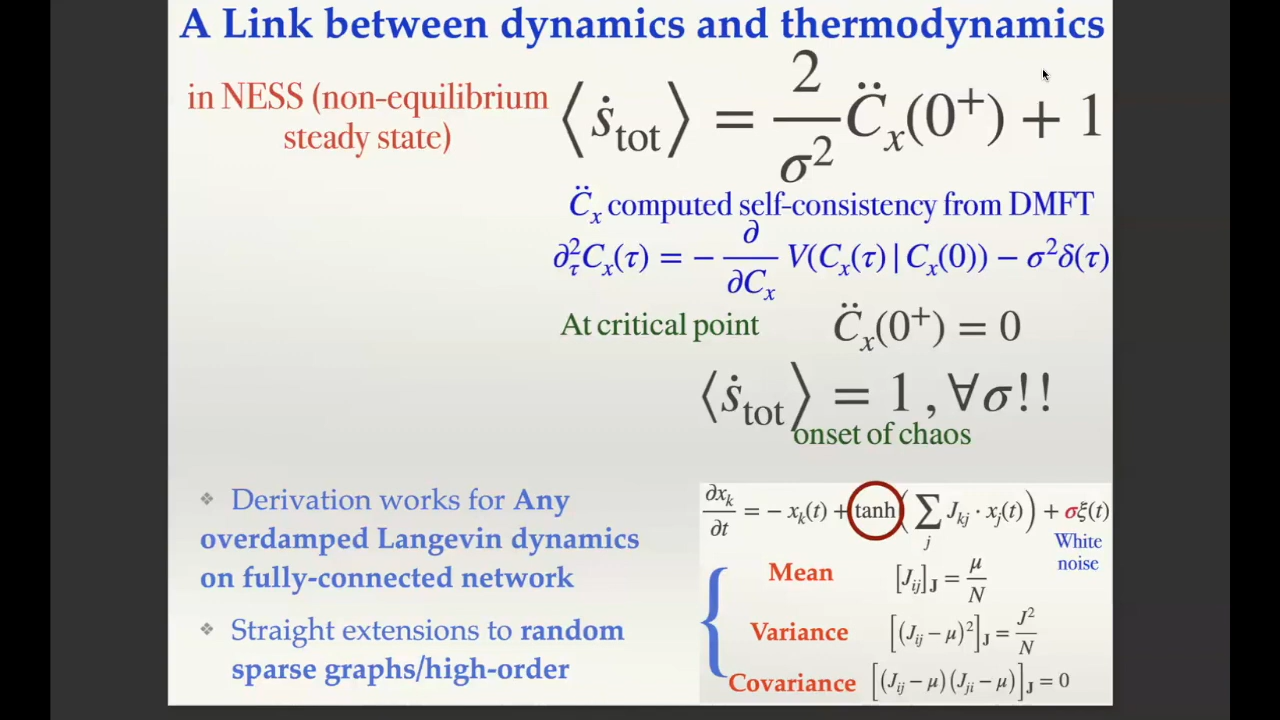 A Link between dynamics and thermodynamics
in NESS (non-equilibrium
steady state)
⟨ṡ_tot⟩ = 2/σ² C̈_x(0⁺) + 1
C̈_x computed self-consistency from DMFT
∂_τ² C_x(τ) = − ∂/∂C_x V(C_x(τ) | C_x(0)) − σ²δ(τ)
At critical point C̈_x(0⁺) = 0
⟨ṡ_tot⟩ = 1 , ∀σ!!
onset of chaos
❖ Derivation works for Any
overdamped Langevin dynamics
on fully-connected network
❖ Straight extensions to random
sparse graphs/high-order
∂x_k/∂t = − x_k(t) + tanh(∑_j J_kj · x_j(t)) + σξ(t)
White
noise
Mean [J_ij]_J = μ/N
Variance [(J_ij − μ)²]_J = J²/N
Covariance [(J_ij − μ)(J_ji − μ)]_J = 0